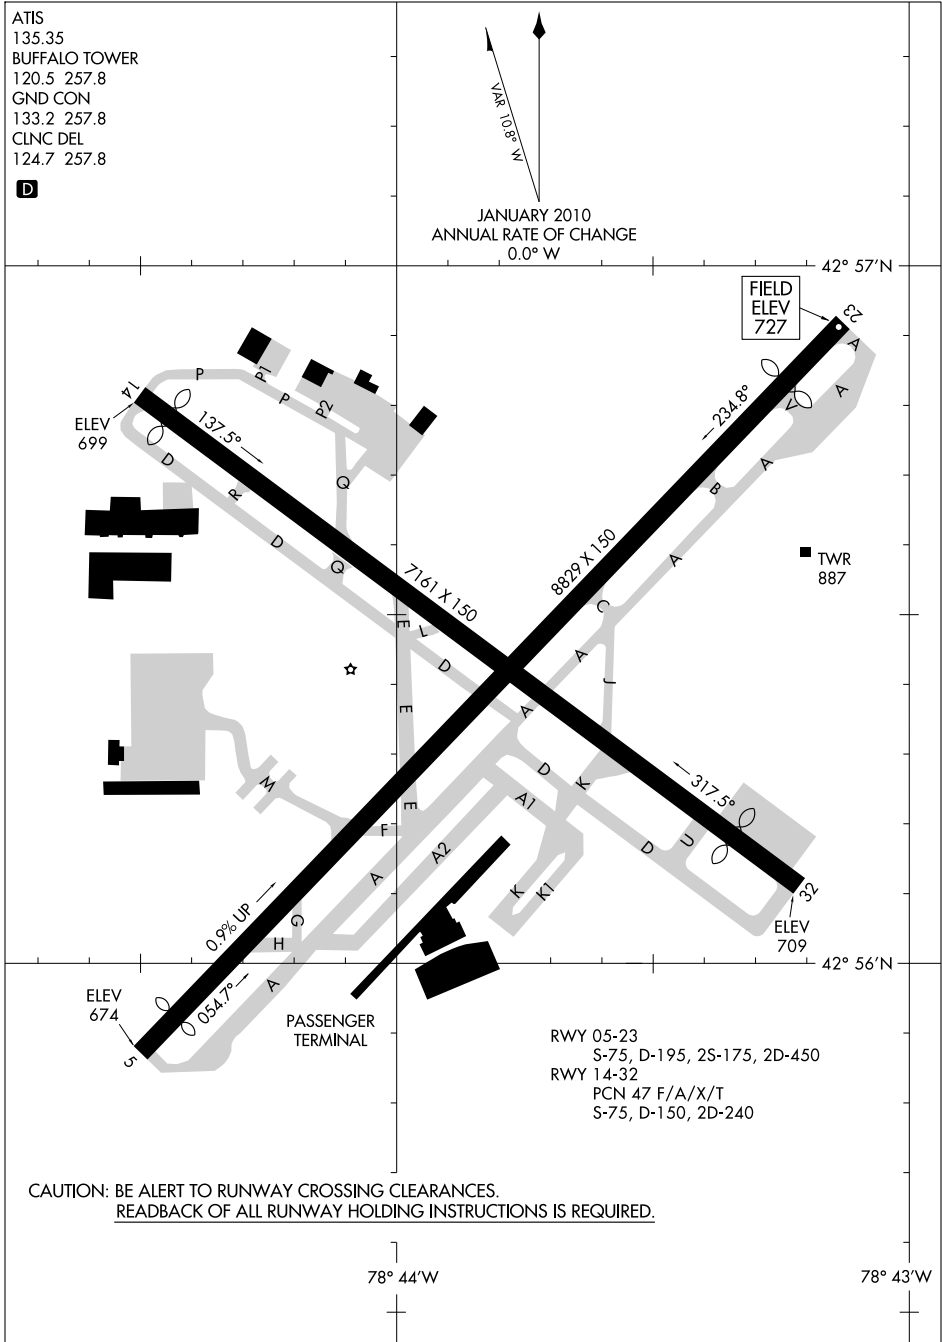 ATIS
135.35
BUFFALO TOWER
120.5 257.8
GND CON
133.2 257.8
CLNC DEL
124.7 257.8
D
VAR 10.8° W
JANUARY 2010
ANNUAL RATE OF CHANGE
0.0° W
42° 57'N
FIELD
ELEV
727
23
A
A
V
234.8°
14
ELEV
699
P
P1
P
P2
137.5°
D
R
Q
D
Q
B
A
A
8829 X 150
7161 X 150
TWR
887
C
E
L
D
A
J
E
A
D
K
317.5°
M
A1
E
F
A2
U
D
A
K
K1
32
ELEV
709
0.9% UP
G
H
42° 56'N
A
054.7°
ELEV
674
5
PASSENGER
TERMINAL
RWY 05-23
S-75, D-195, 2S-175, 2D-450
RWY 14-32
PCN 47 F/A/X/T
S-75, D-150, 2D-240
CAUTION: BE ALERT TO RUNWAY CROSSING CLEARANCES.
READBACK OF ALL RUNWAY HOLDING INSTRUCTIONS IS REQUIRED.
78° 44'W
78° 43'W